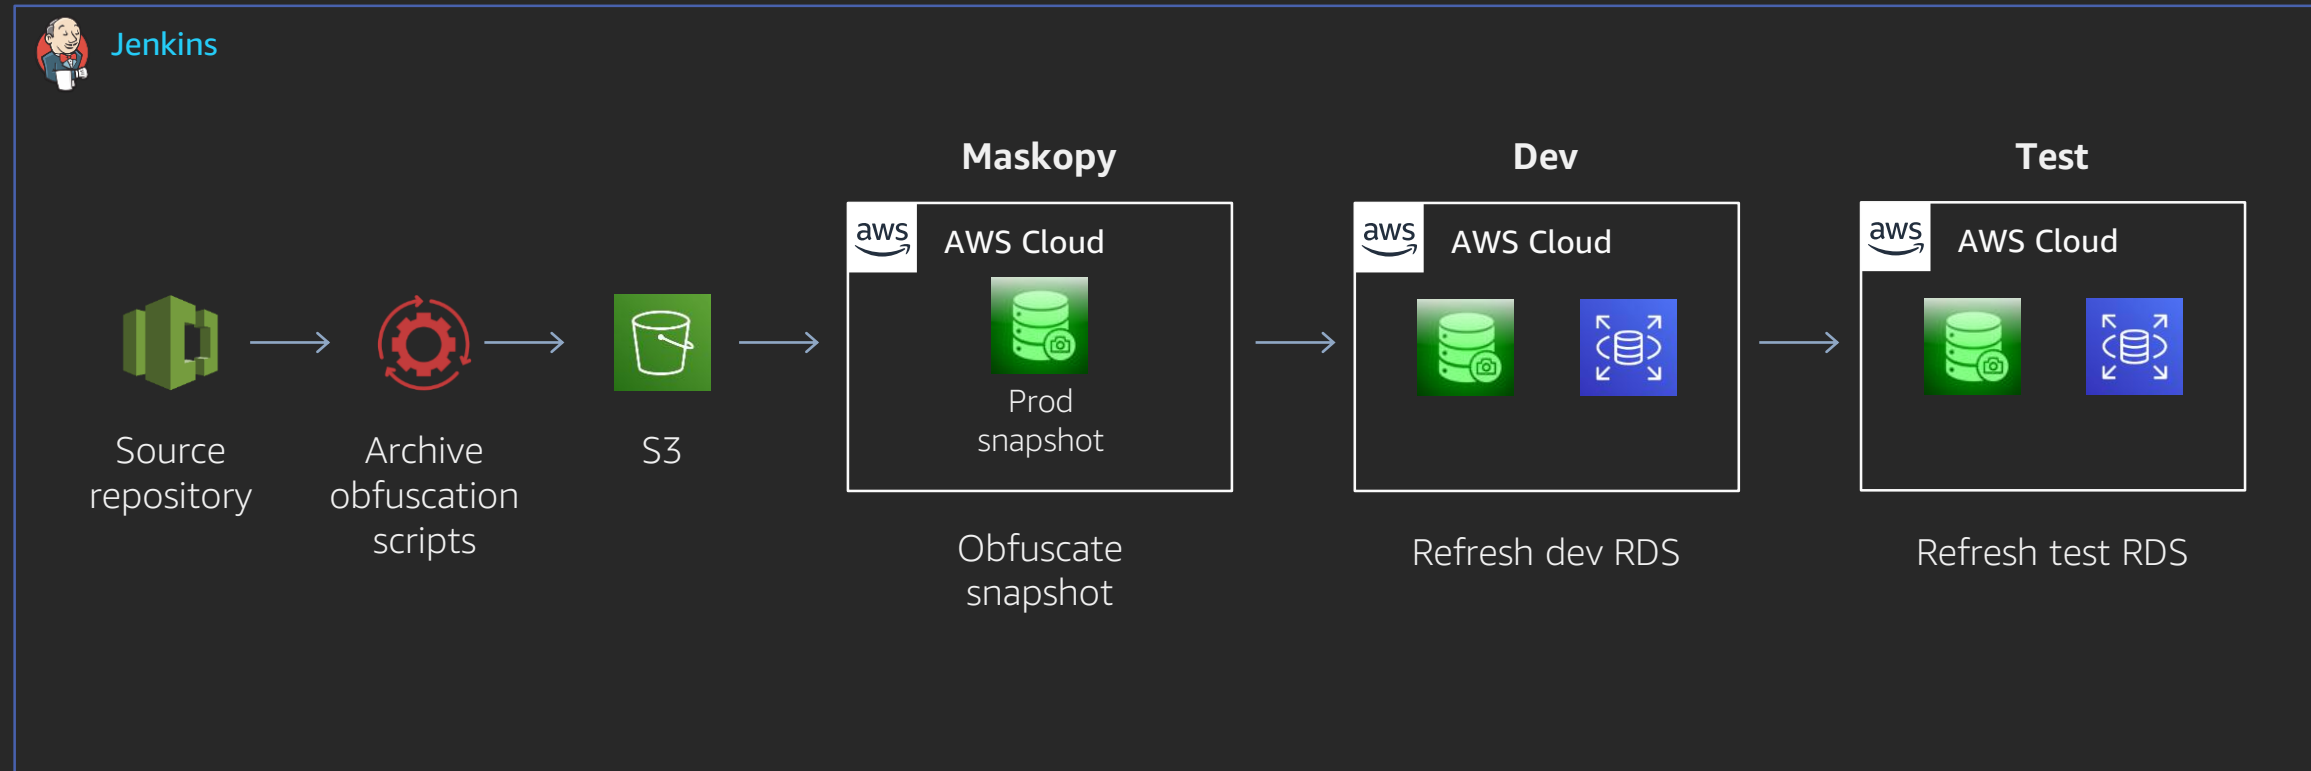 Jenkins
Maskopy
Dev
Test
aws
AWS Cloud
aws
AWS Cloud
aws
AWS Cloud
Prod
snapshot
Source
repository
Archive
obfuscation
scripts
S3
Obfuscate
snapshot
Refresh dev RDS
Refresh test RDS